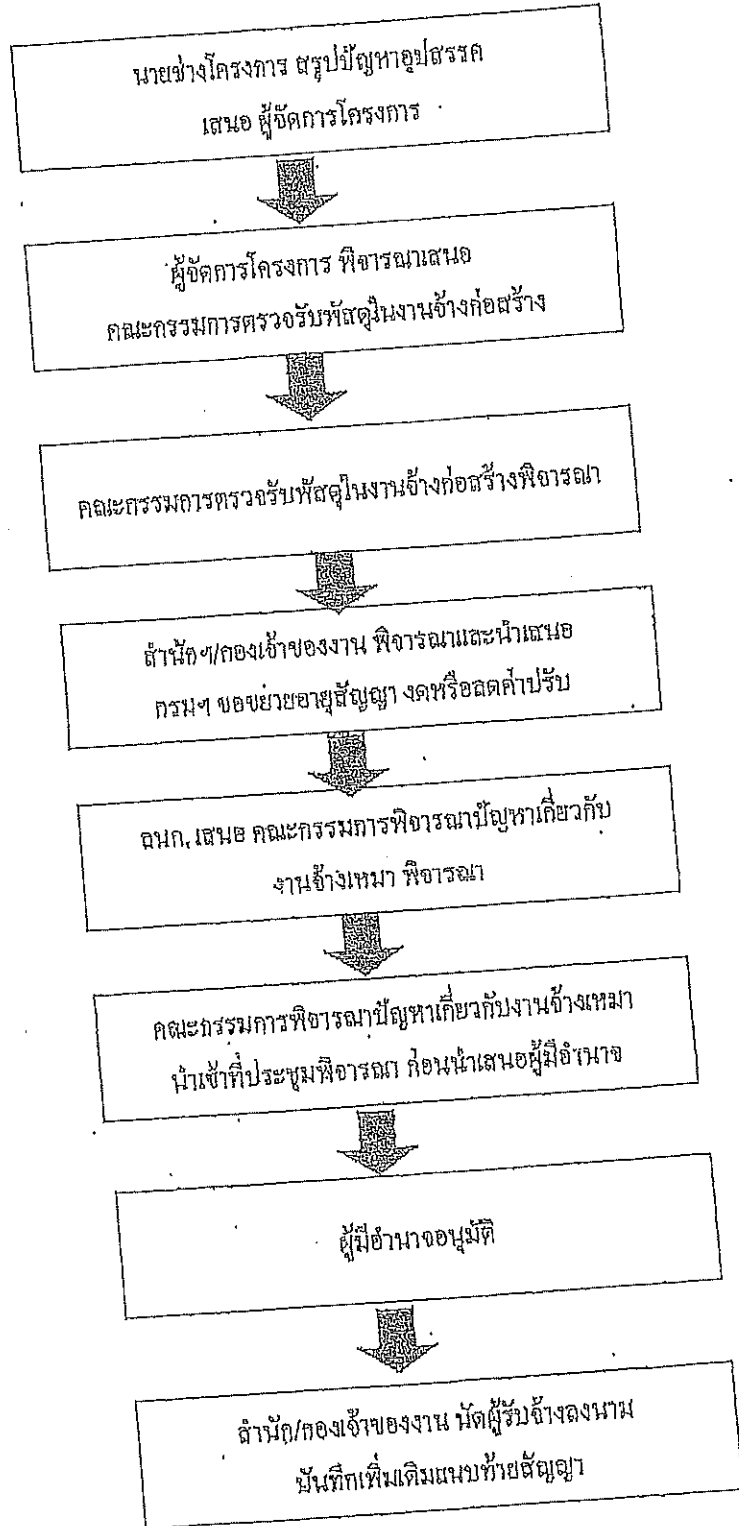 นายช่างโครงการ สรุปปัญหาอุปสรรค
เสนอ ผู้จัดการโครงการ
ผู้จัดการโครงการ พิจารณาเสนอ
คณะกรรมการตรวจรับพัสดุในงานจ้างก่อสร้าง
คณะกรรมการตรวจรับพัสดุในงานจ้างก่อสร้างพิจารณา
สำนักฯ/กองเจ้าของงาน พิจารณาและนำเสนอ
กรมฯ ขอขยายอายุสัญญา งดหรือลดค่าปรับ
ลนก. เสนอ คณะกรรมการพิจารณาปัญหาเกี่ยวกับ
งานจ้างเหมา พิจารณา
คณะกรรมการพิจารณาปัญหาเกี่ยวกับงานจ้างเหมา
นำเข้าที่ประชุมพิจารณา ก่อนนำเสนอผู้มีอำนาจ
ผู้มีอำนาจอนุมัติ
สำนัก/กองเจ้าของงาน นัดผู้รับจ้างลงนาม
บันทึกเพิ่มเติมแนบท้ายสัญญา